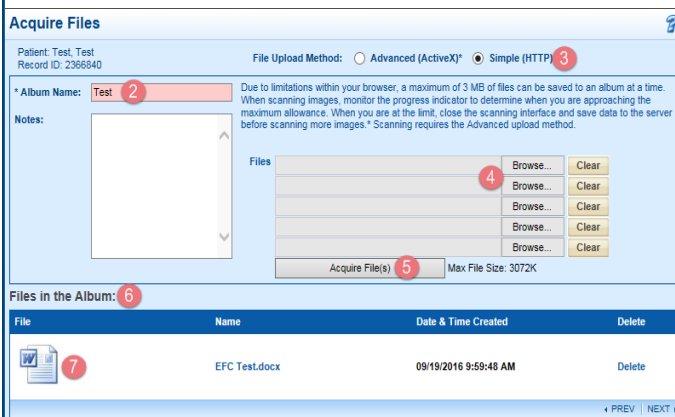 Acquire Files
Patient: Test, Test
Record ID: 2366840
File Upload Method: Advanced (ActiveX)* Simple (HTTP) 3
* Album Name: Test 2
Due to limitations within your browser, a maximum of 3 MB of files can be saved to an album at a time.
When scanning images, monitor the progress indicator to determine when you are approaching the
maximum allowance. When you are at the limit, close the scanning interface and save data to the server
before scanning more images.* Scanning requires the Advanced upload method.
Notes:
Files Browse... Clear
4 Browse... Clear
Browse... Clear
Browse... Clear
Browse... Clear
Acquire File(s) 5 Max File Size: 3072K
Files in the Album: 6
File Name Date & Time Created Delete
W 7 EFC Test.docx 09/19/2016 9:59:48 AM Delete
PREV NEXT